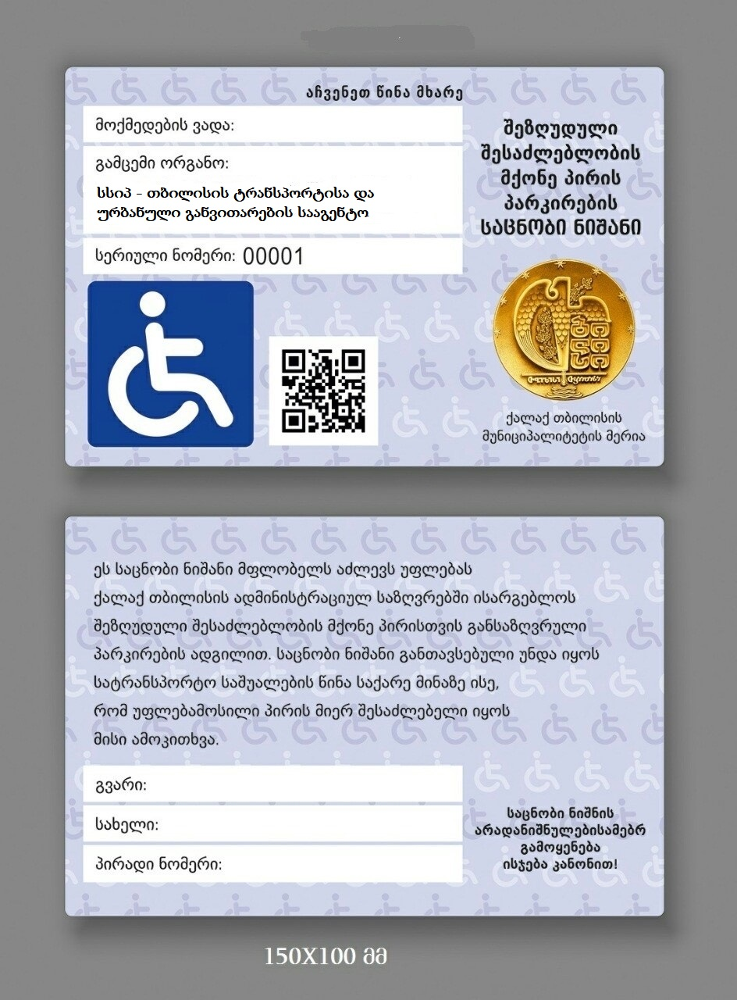 აჩვენეთ წინა მხარე
მოქმედების ვადა:
გამცემი ორგანო:
სსიპ - თბილისის ტრანსპორტისა და
ურბანული განვითარების სააგენტო
სერიული ნომერი: 00001
შეზღუდული
შესაძლებლობის
მქონე პირის
პარკირების
საცნობი ნიშანი
ქალაქ თბილისის
მუნიციპალიტეტის მერია
ეს საცნობი ნიშანი მფლობელს აძლევს უფლებას
ქალაქ თბილისის ადმინისტრაციულ საზღვრებში ისარგებლოს
შეზღუდული შესაძლებლობის მქონე პირისთვის განსაზღვრული
პარკირების ადგილით. საცნობი ნიშანი განთავსებული უნდა იყოს
სატრანსპორტო საშუალების წინა საქარე მინაზე ისე,
რომ უფლებამოსილი პირის მიერ შესაძლებელი იყოს
მისი ამოკითხვა.
გვარი:
სახელი:
პირადი ნომერი:
საცნობი ნიშნის
არადანიშნულებისამებრ
გამოყენება
ისჯება კანონით!
150X100 მმ